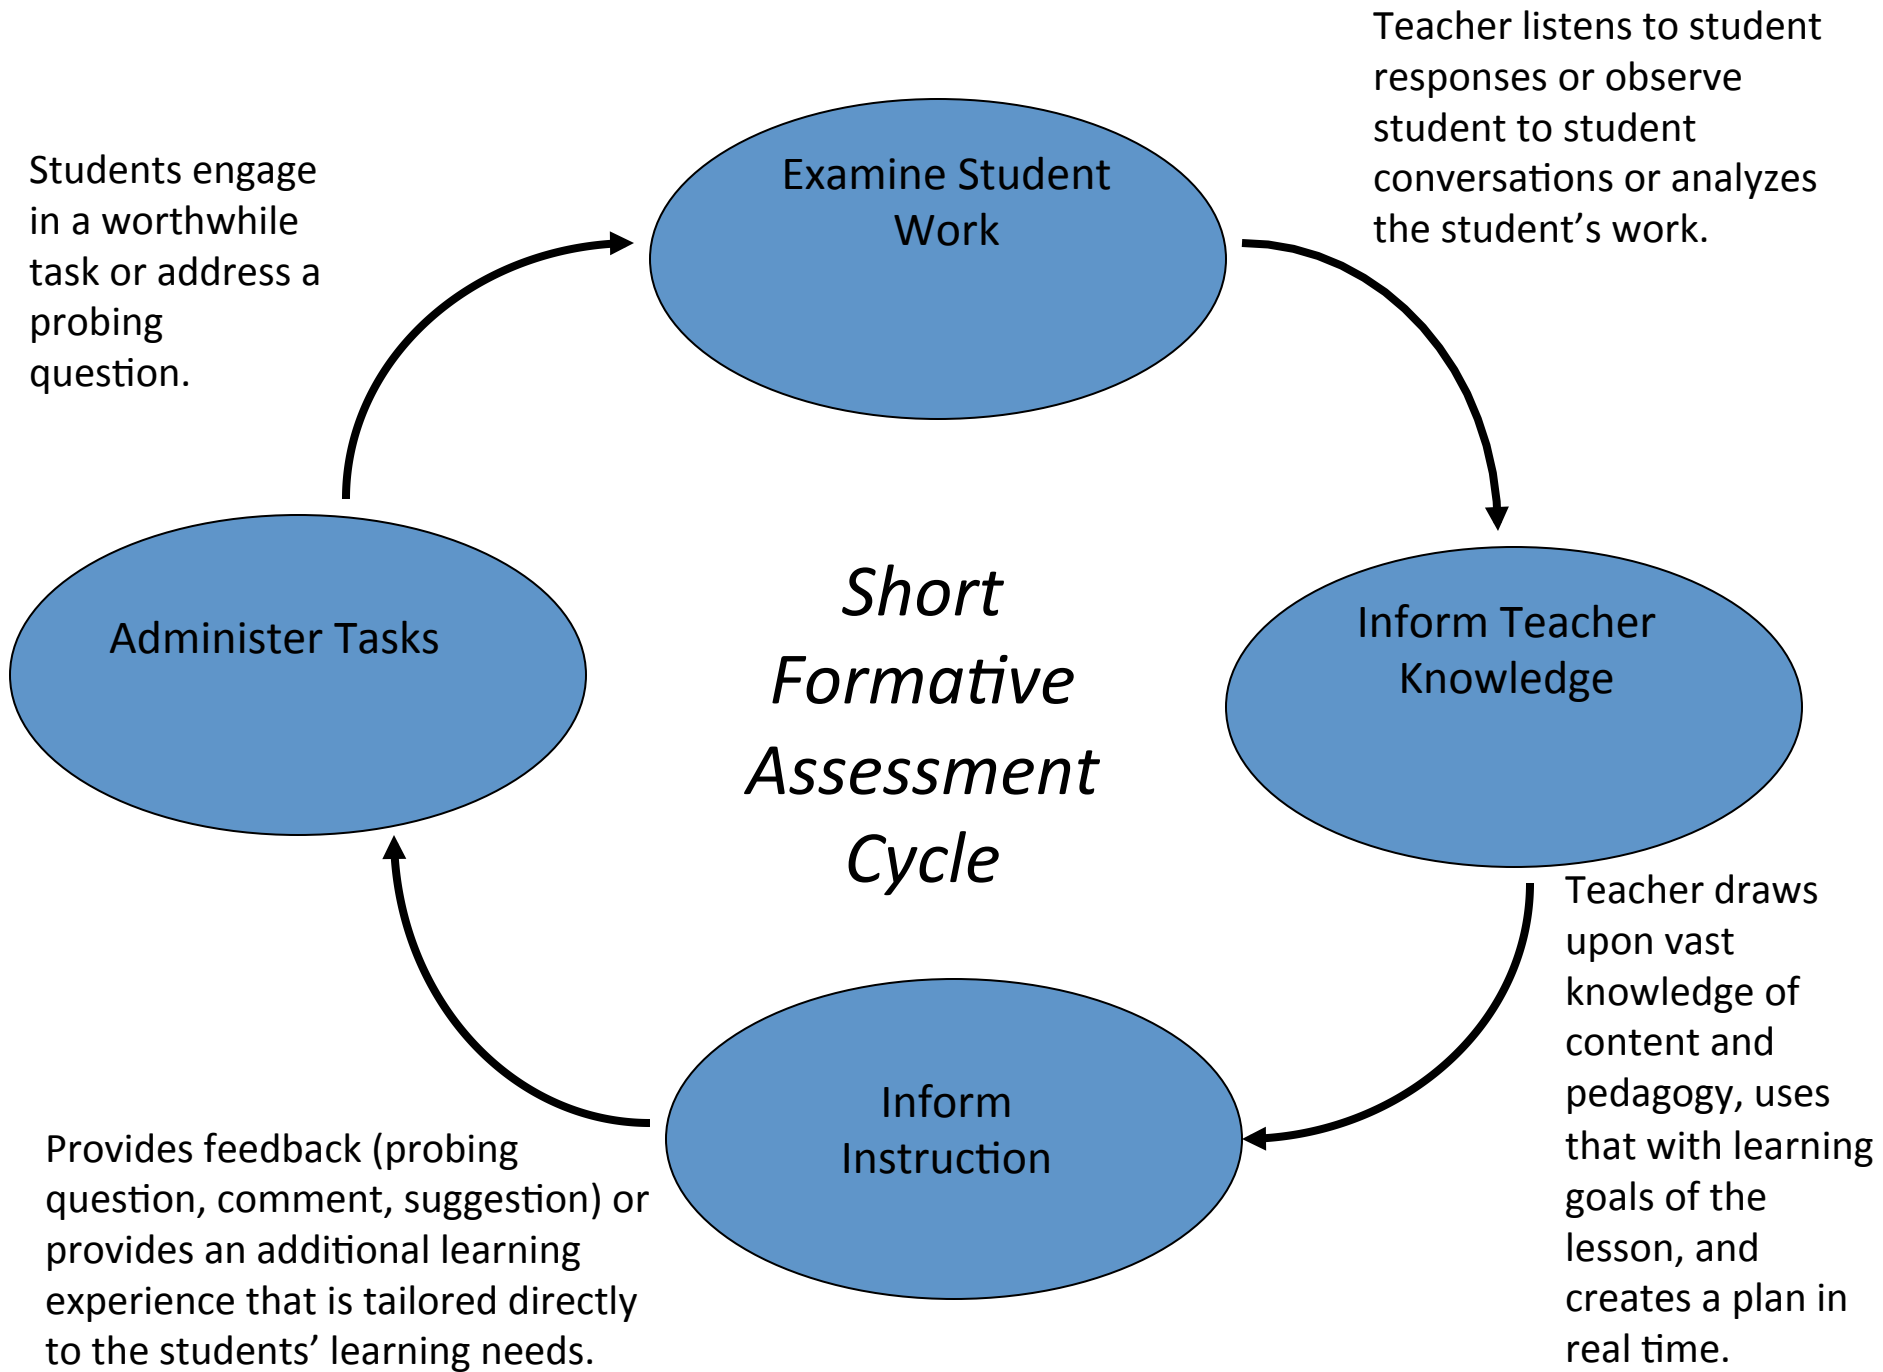 Teacher listens to student
responses or observe
student to student
conversations or analyzes
the student’s work.
Students engage
in a worthwhile
task or address a
probing
question.
Examine Student
Work
Administer Tasks
Short
Formative
Assessment
Cycle
Inform Teacher
Knowledge
Teacher draws
upon vast
knowledge of
content and
pedagogy, uses
that with learning
goals of the
lesson, and
creates a plan in
real time.
Inform
Instruction
Provides feedback (probing
question, comment, suggestion) or
provides an additional learning
experience that is tailored directly
to the students’ learning needs.